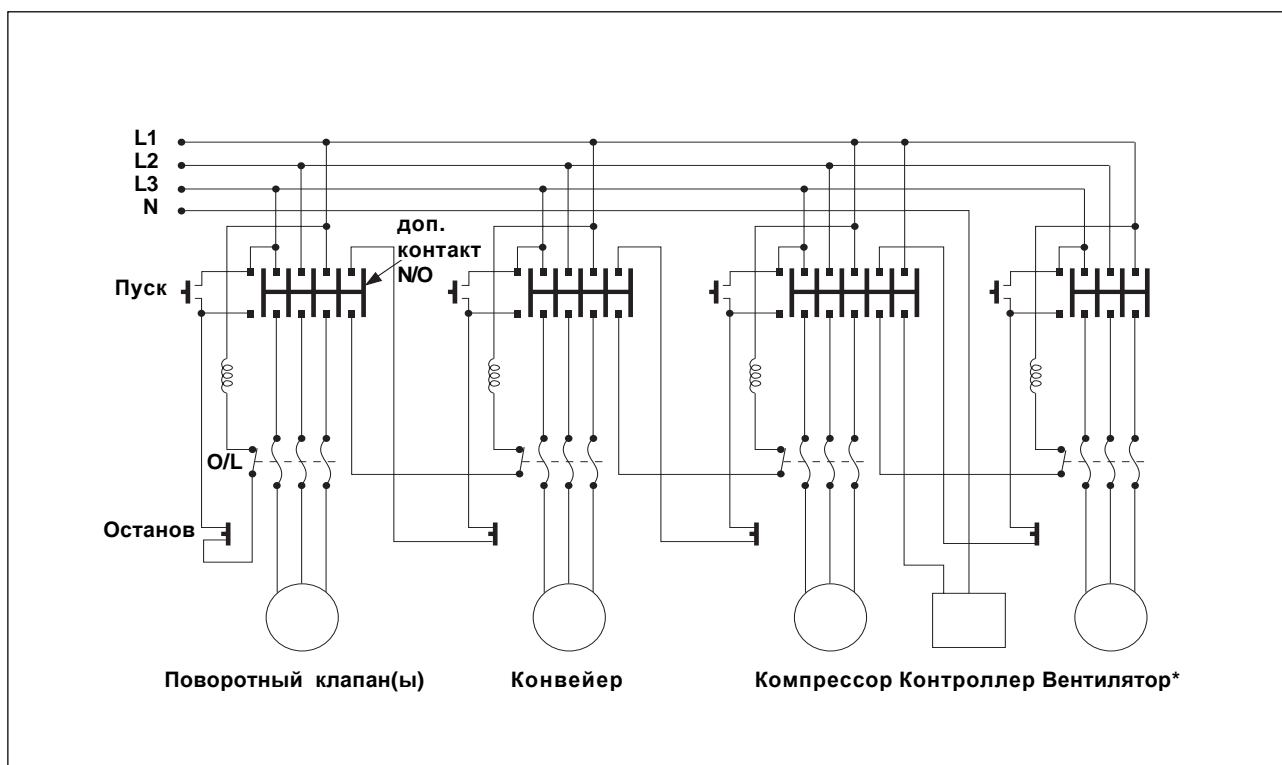 L1
L2
L3
N
доп.
контакт
N/O
Пуск
O/L
Останов
Поворотный клапан(ы)
Конвейер
Компрессор
Контроллер
Вентилятор*